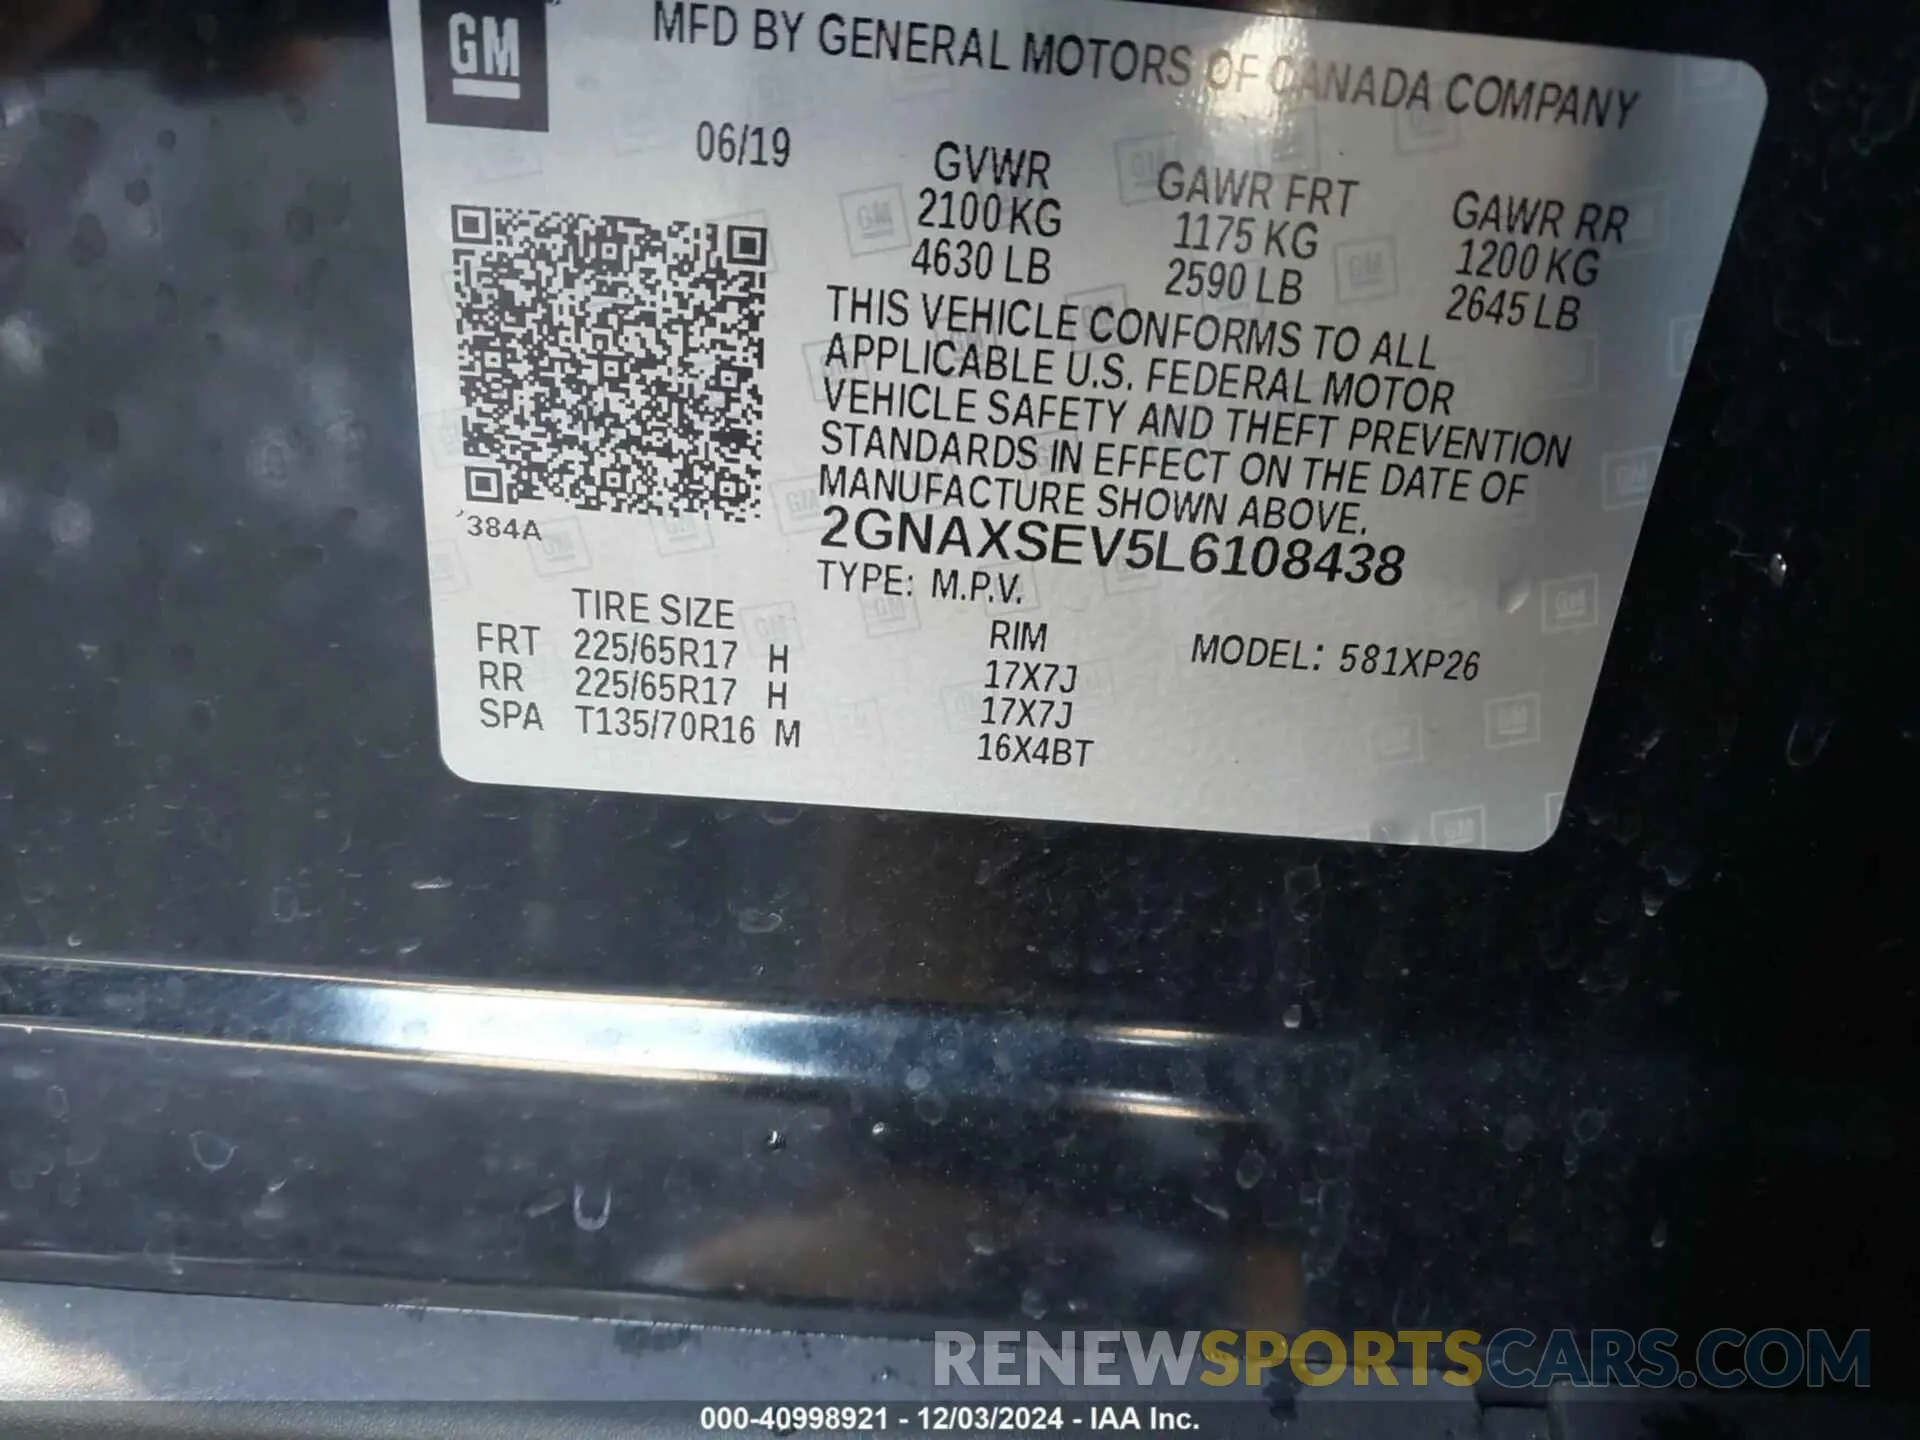 GM
MFD BY GENERAL MOTORS OF CANADA COMPANY
06/19
GVWR
2100 KG
4630 LB
GAWR FRT
1175 KG
2590 LB
GAWR RR
1200 KG
2645 LB
THIS VEHICLE CONFORMS TO ALL
APPLICABLE U.S. FEDERAL MOTOR
VEHICLE SAFETY AND THEFT PREVENTION
STANDARDS IN EFFECT ON THE DATE OF
MANUFACTURE SHOWN ABOVE.
384A
2GNAXSEV5L6108438
TYPE: M.P.V.
MODEL: 581XP26
TIRE SIZE RIM
FRT 225/65R17 H 17X7J
RR 225/65R17 H 17X7J
SPA T135/70R16 M 16X4BT
RENEWSPORTSCARS.COM
000-40998921 - 12/03/2024 - IAA Inc.